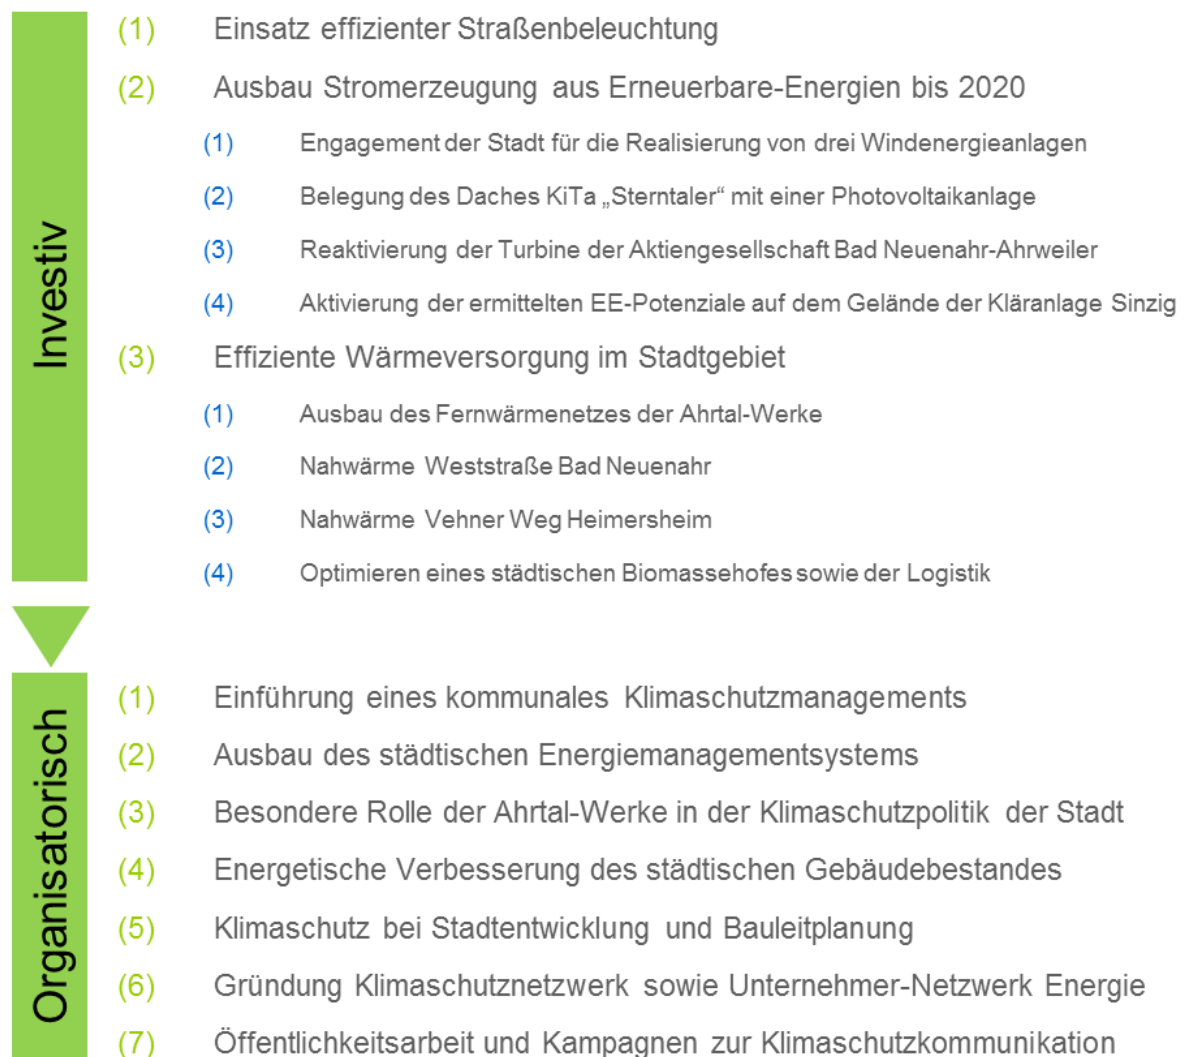 Investiv
(1) Einsatz effizienter Straßenbeleuchtung
(2) Ausbau Stromerzeugung aus Erneuerbare-Energien bis 2020
(1) Engagement der Stadt für die Realisierung von drei Windenergieanlagen
(2) Belegung des Daches KiTa „Sterntaler“ mit einer Photovoltaikanlage
(3) Reaktivierung der Turbine der Aktiengesellschaft Bad Neuenahr-Ahrweiler
(4) Aktivierung der ermittelten EE-Potenziale auf dem Gelände der Kläranlage Sinzig
(3) Effiziente Wärmeversorgung im Stadtgebiet
(1) Ausbau des Fernwärmenetzes der Ahrtal-Werke
(2) Nahwärme Weststraße Bad Neuenahr
(3) Nahwärme Vehner Weg Heimersheim
(4) Optimieren eines städtischen Biomassehofes sowie der Logistik
Organisatorisch
(1) Einführung eines kommunales Klimaschutzmanagements
(2) Ausbau des städtischen Energiemanagementsystems
(3) Besondere Rolle der Ahrtal-Werke in der Klimaschutzpolitik der Stadt
(4) Energetische Verbesserung des städtischen Gebäudebestandes
(5) Klimaschutz bei Stadtentwicklung und Bauleitplanung
(6) Gründung Klimaschutznetzwerk sowie Unternehmer-Netzwerk Energie
(7) Öffentlichkeitsarbeit und Kampagnen zur Klimaschutzkommunikation